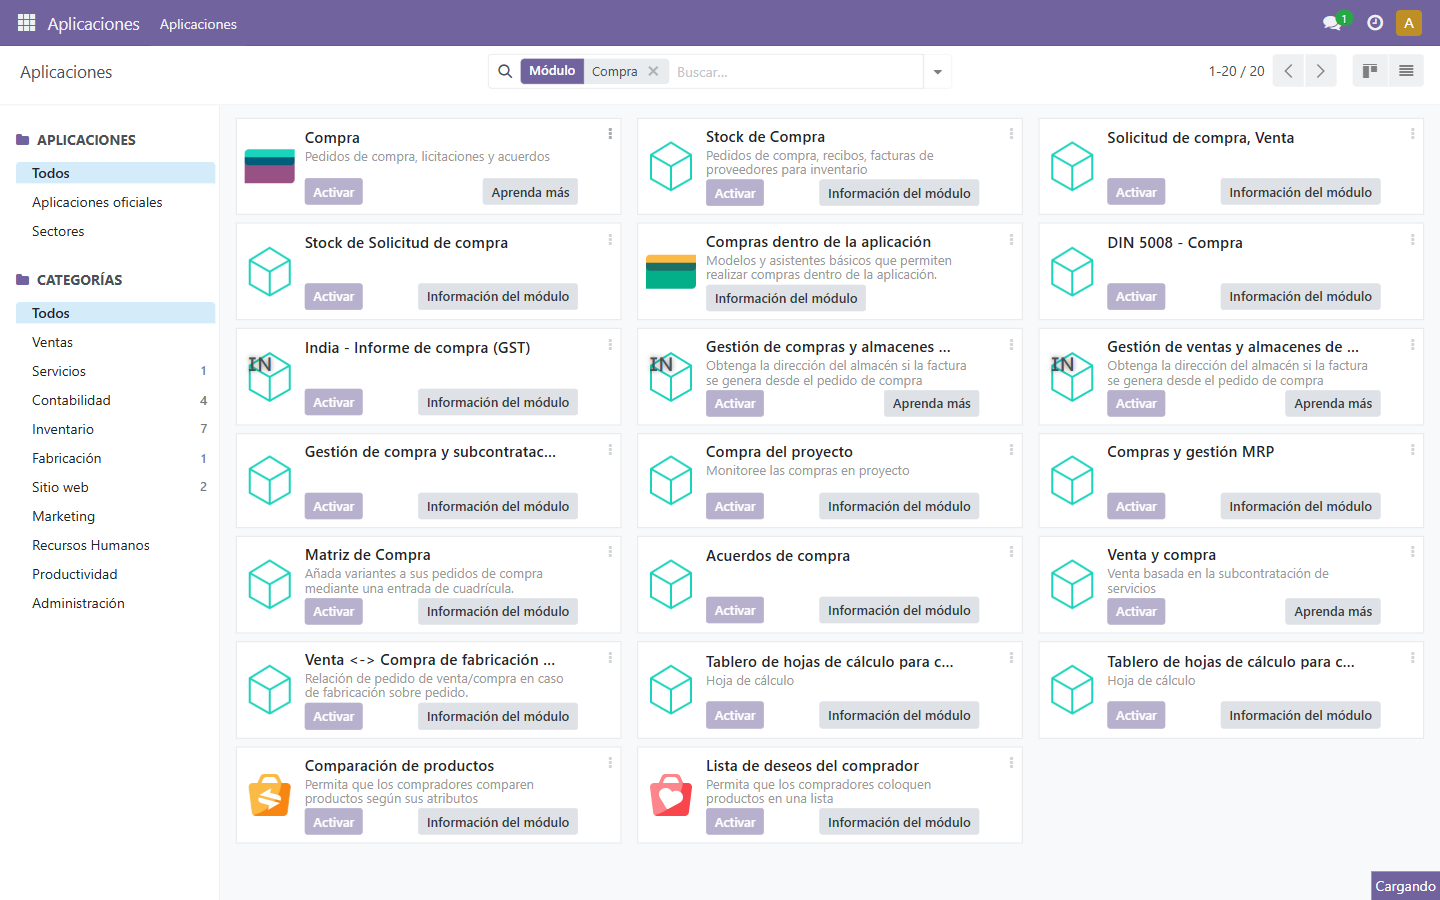 Aplicaciones
Aplicaciones
1
A
Aplicaciones
Módulo
Compra
Buscar...
1-20 / 20
APLICACIONES
Todos
Aplicaciones oficiales
Sectores
CATEGORÍAS
Todos
Ventas
Servicios 1
Contabilidad 4
Inventario 7
Fabricación 1
Sitio web 2
Marketing
Recursos Humanos
Productividad
Administración
Compra
Pedidos de compra, licitaciones y acuerdos
Activar
Aprenda más
Stock de Compra
Pedidos de compra, recibos, facturas de
proveedores para inventario
Activar
Información del módulo
Solicitud de compra, Venta
Activar
Información del módulo
Stock de Solicitud de compra
Activar
Información del módulo
Compras dentro de la aplicación
Modelos y asistentes básicos que permiten
realizar compras dentro de la aplicación.
Información del módulo
DIN 5008 - Compra
Activar
Información del módulo
IN
India - Informe de compra (GST)
Activar
Información del módulo
IN
Gestión de compras y almacenes ...
Obtenga la dirección del almacén si la factura
se genera desde el pedido de compra
Activar
Aprenda más
IN
Gestión de ventas y almacenes de ...
Obtenga la dirección del almacén si la factura
se genera desde el pedido de compra
Activar
Aprenda más
Gestión de compra y subcontratac...
Activar
Información del módulo
Compra del proyecto
Monitoree las compras en proyecto
Activar
Información del módulo
Compras y gestión MRP
Activar
Información del módulo
Matriz de Compra
Añada variantes a sus pedidos de compra
mediante una entrada de cuadrícula.
Activar
Información del módulo
Acuerdos de compra
Activar
Información del módulo
Venta y compra
Venta basada en la subcontratación de
servicios
Activar
Aprenda más
Venta <-> Compra de fabricación ...
Relación de pedido de venta/compra en caso
de fabricación sobre pedido.
Activar
Información del módulo
Tablero de hojas de cálculo para c...
Hoja de cálculo
Activar
Información del módulo
Tablero de hojas de cálculo para c...
Hoja de cálculo
Activar
Información del módulo
Comparación de productos
Permita que los compradores comparen
productos según sus atributos
Activar
Información del módulo
Lista de deseos del comprador
Permita que los compradores coloquen
productos en una lista
Activar
Información del módulo
Cargando